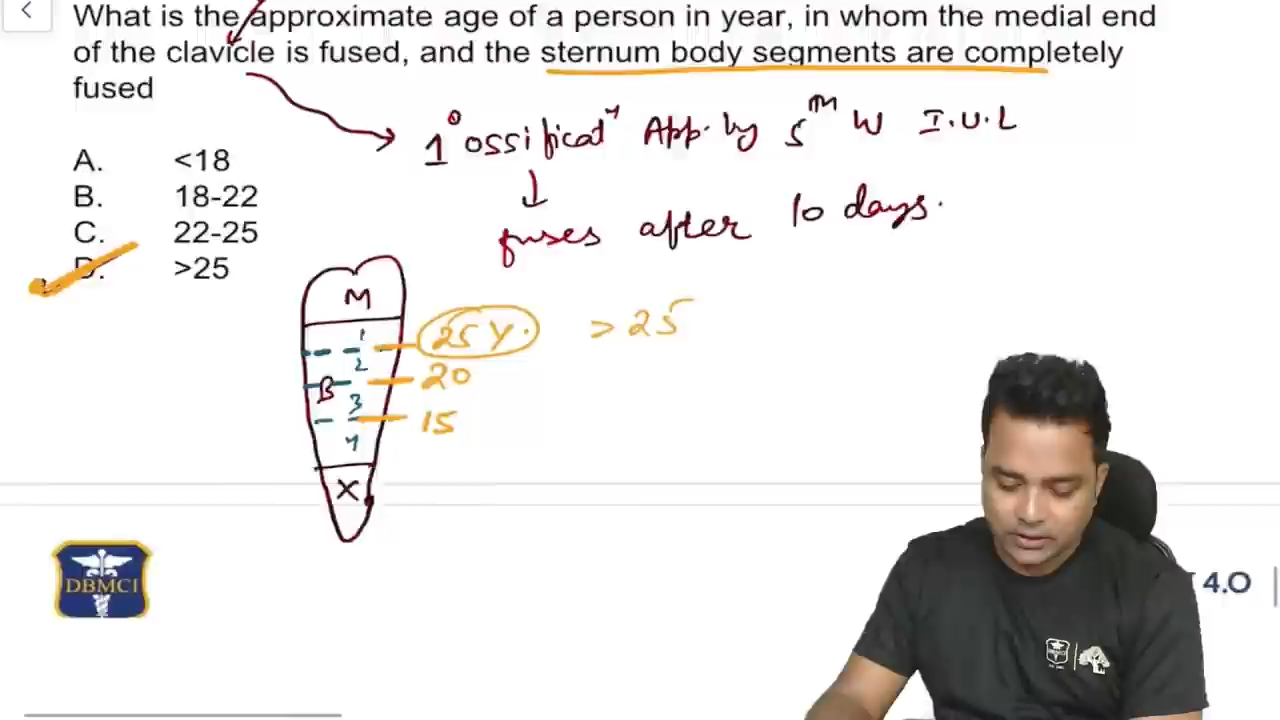 What is the approximate age of a person in year, in whom the medial end
of the clavicle is fused, and the sternum body segments are completely
fused
1° ossificatⁿ App. by 5th W I.U.L
A. <18
B. 18-22
fuses after 10 days.
C. 22-25
D. >25
M
1
25 Y. >25
2
20
B
3
15
4
X
DBMCI
4.0